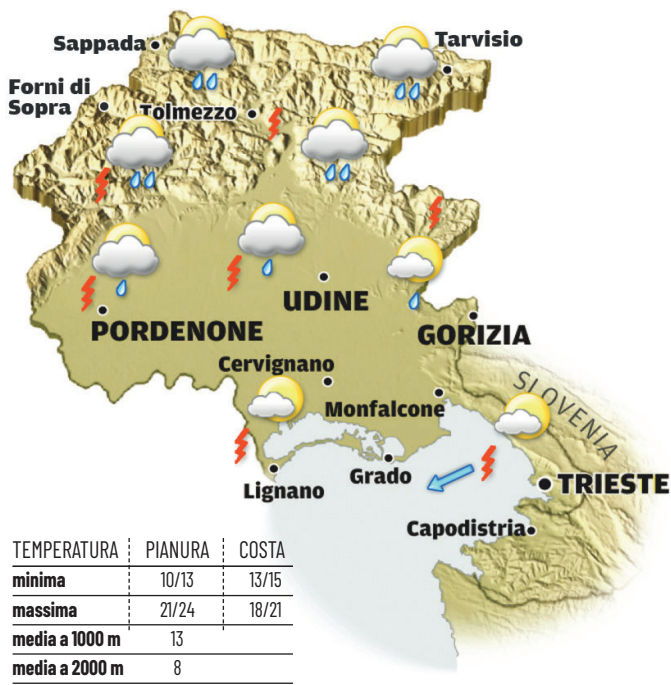 Sappada
Tarvisio
Forni di
Sopra
Tolmezzo
UDINE
PORDENONE
GORIZIA
Cervignano
SLOVENIA
Monfalcone
Grado
TRIESTE
Lignano
Capodistria
TEMPERATURA PIANURA COSTA
minima 10/13 13/15
massima 21/24 18/21
media a 1000 m 13
media a 2000 m 8